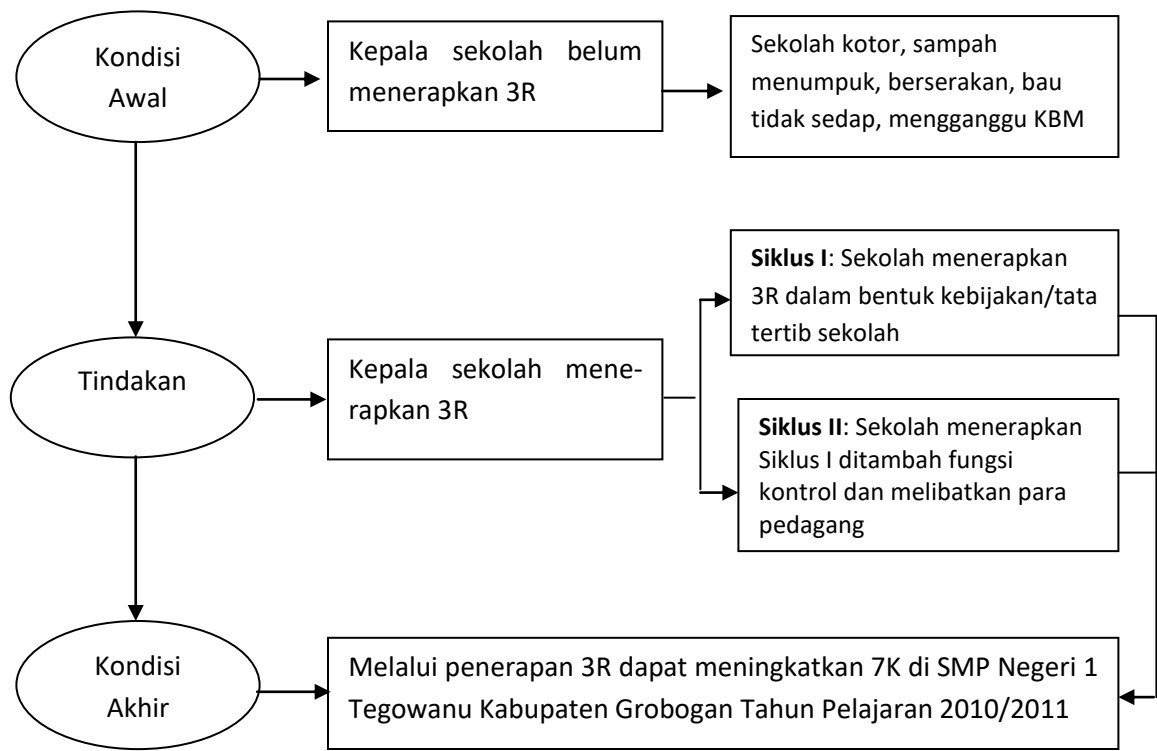 Kondisi
Awal
Kepala sekolah belum
menerapkan 3R
Sekolah kotor, sampah
menumpuk, berserakan, bau
tidak sedap, mengganggu KBM
Tindakan
Kepala sekolah mene-
rapkan 3R
Siklus I: Sekolah menerapkan
3R dalam bentuk kebijakan/tata
tertib sekolah
Siklus II: Sekolah menerapkan
Siklus I ditambah fungsi
kontrol dan melibatkan para
pedagang
Kondisi
Akhir
Melalui penerapan 3R dapat meningkatkan 7K di SMP Negeri 1
Tegowanu Kabupaten Grobogan Tahun Pelajaran 2010/2011